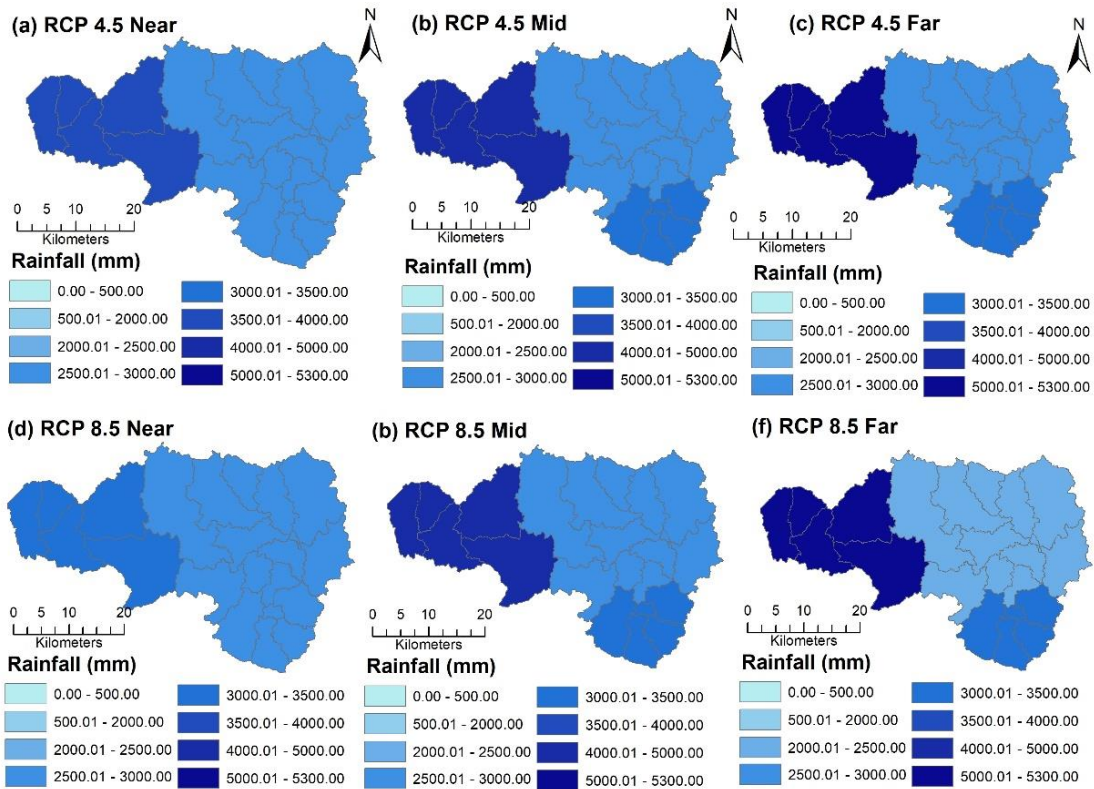 (a) RCP 4.5 Near
N
0 10 20
Kilometers
Rainfall (mm)
0.00 - 500.00
500.01 - 2000.00
2000.01 - 2500.00
2500.01 - 3000.00
3000.01 - 3500.00
3500.01 - 4000.00
4000.01 - 5000.00
5000.01 - 5300.00
(b) RCP 4.5 Mid
N
0 10 20
Kilometers
Rainfall (mm)
0.00 - 500.00
500.01 - 2000.00
2000.01 - 2500.00
2500.01 - 3000.00
3000.01 - 3500.00
3500.01 - 4000.00
4000.01 - 5000.00
5000.01 - 5300.00
(c) RCP 4.5 Far
N
0 10 20
Kilometers
Rainfall (mm)
0.00 - 500.00
500.01 - 2000.00
2000.01 - 2500.00
2500.01 - 3000.00
3000.01 - 3500.00
3500.01 - 4000.00
4000.01 - 5000.00
5000.01 - 5300.00
(d) RCP 8.5 Near
0 10 20
Kilometers
Rainfall (mm)
0.00 - 500.00
500.01 - 2000.00
2000.01 - 2500.00
2500.01 - 3000.00
3000.01 - 3500.00
3500.01 - 4000.00
4000.01 - 5000.00
5000.01 - 5300.00
(b) RCP 8.5 Mid
0 10 20
Kilometers
Rainfall (mm)
0.00 - 500.00
500.01 - 2000.00
2000.01 - 2500.00
2500.01 - 3000.00
3000.01 - 3500.00
3500.01 - 4000.00
4000.01 - 5000.00
5000.01 - 5300.00
(f) RCP 8.5 Far
0 10 20
Kilometers
Rainfall (mm)
0.00 - 500.00
500.01 - 2000.00
2000.01 - 2500.00
2500.01 - 3000.00
3000.01 - 3500.00
3500.01 - 4000.00
4000.01 - 5000.00
5000.01 - 5300.00